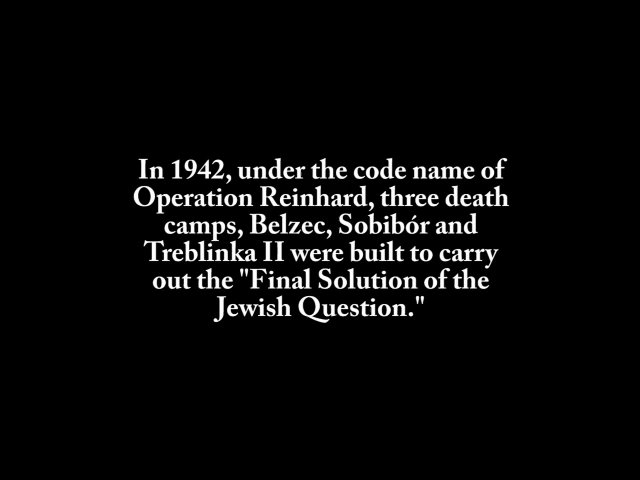 In 1942, under the code name of
Operation Reinhard, three death
camps, Belzec, Sobibór and
Treblinka II were built to carry
out the "Final Solution of the
Jewish Question."